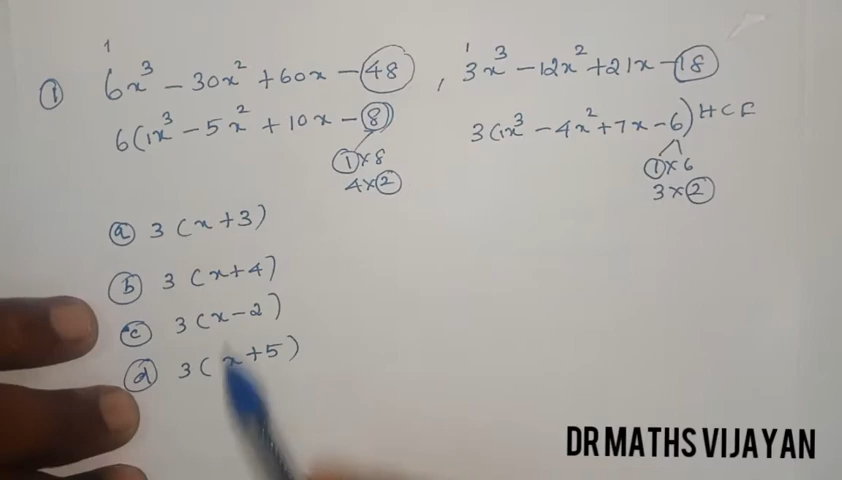 ① 6x³ - 30x² + 60x - 48 , 3x³ - 12x² + 21x - 18
1 1
6(1x³ - 5x² + 10x - 8) 3(1x³ - 4x² + 7x - 6) HCF
1 × 8 1 × 6
4 × 2 3 × 2
ⓐ 3(x+3)
ⓑ 3(x+4)
ⓒ 3(x-2)
ⓓ 3(x+5)
DR MATHS VIJAYAN